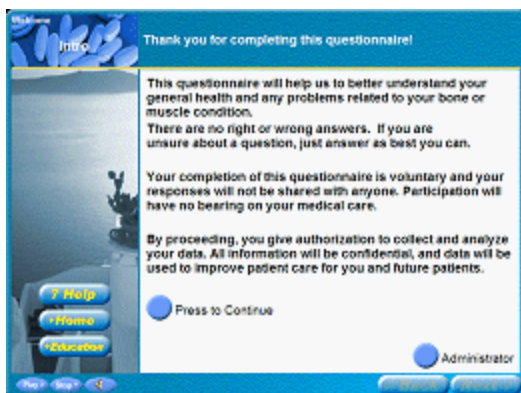 Welcome
Intro
Thank you for completing this questionnaire!
This questionnaire will help us to better understand your
general health and any problems related to your bone or
muscle condition.
There are no right or wrong answers. If you are
unsure about a question, just answer as best you can.
Your completion of this questionnaire is voluntary and your
responses will not be shared with anyone. Participation will
have no bearing on your medical care.
By proceeding, you give authorization to collect and analyze
your data. All information will be confidential, and data will be
used to improve patient care for you and future patients.
? Help
Home
Education
Press to Continue
Administrator
Play
Stop
Back
Next